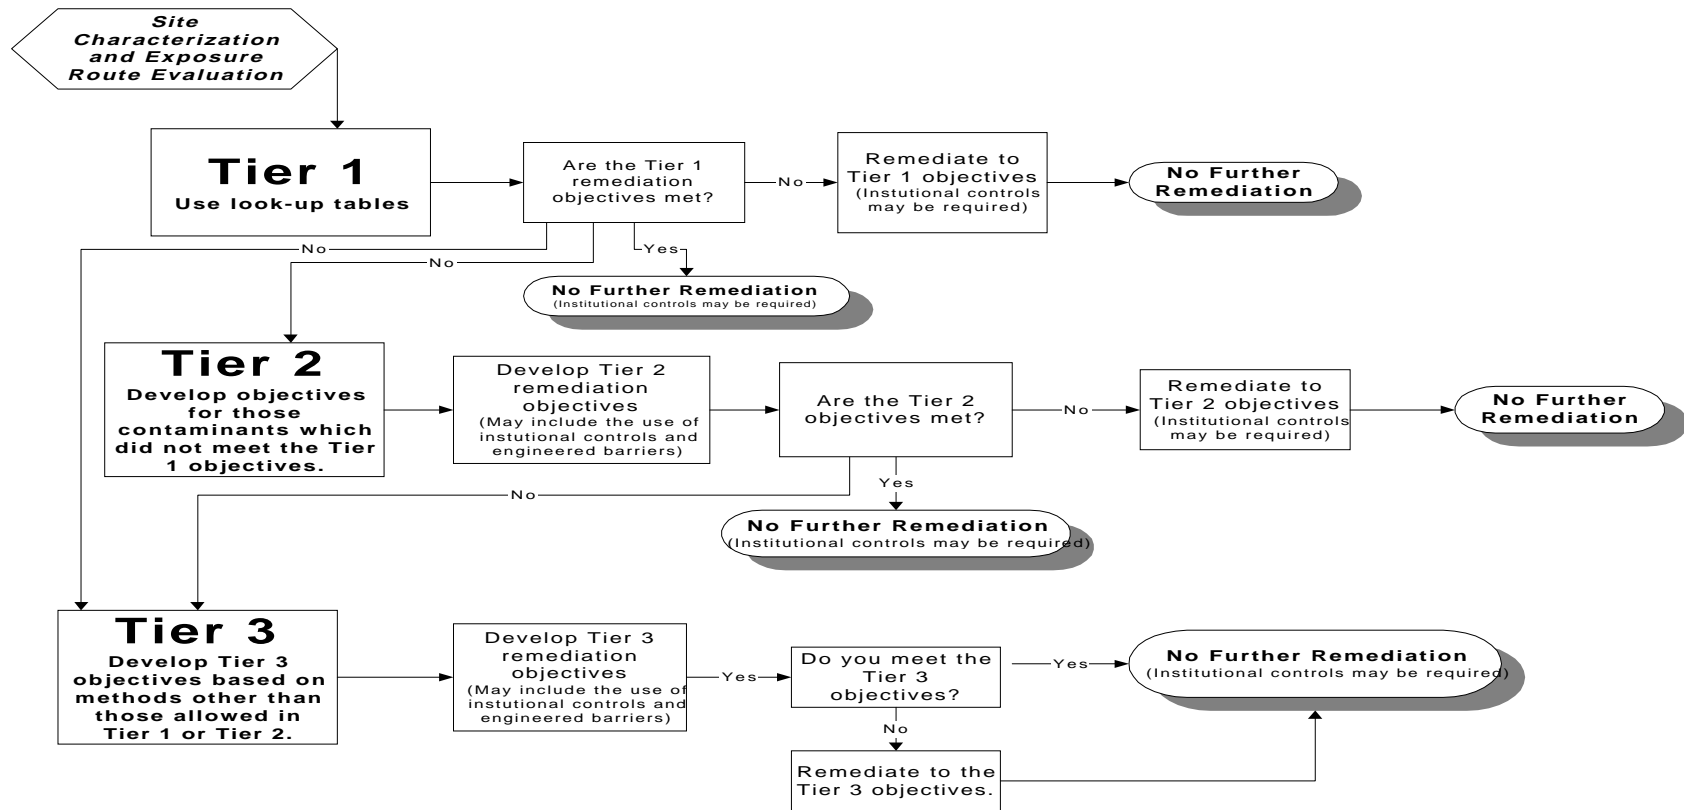 Site
Characterization
and Exposure
Route Evaluation
Tier 1
Use look-up tables
Are the Tier 1
remediation
objectives met?
No
Remediate to
Tier 1 objectives
(Instutional controls
may be required)
No Further
Remediation
No
No
Yes
No Further Remediation
(Institutional controls may be required)
Tier 2
Develop objectives
for those
contaminants which
did not meet the Tier
1 objectives.
Develop Tier 2
remediation
objectives
(May include the use of
instutional controls and
engineered barriers)
Are the Tier 2
objectives met?
No
Remediate to
Tier 2 objectives
(Institutional controls
may be required)
No Further
Remediation
No
Yes
No Further Remediation
(Institutional controls may be required)
Tier 3
Develop Tier 3
objectives based on
methods other than
those allowed in
Tier 1 or Tier 2.
Develop Tier 3
remediation
objectives
(May include the use of
instutional controls and
engineered barriers)
Yes
Do you meet the
Tier 3
objectives?
Yes
No Further Remediation
(Institutional controls may be required)
No
Remediate to the
Tier 3 objectives.